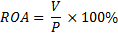 ROA = V/P × 100%